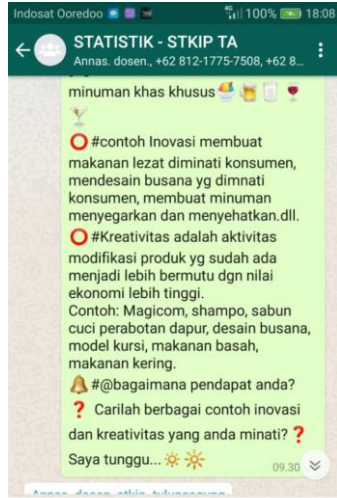 Indosat Ooredoo 4G 100% 18:08
STATISTIK - STKIP TA
Annas. dosen., +62 812-1775-7508, +62 8...
minuman khas khusus
#contoh Inovasi membuat
makanan lezat diminati konsumen,
mendesain busana yg dimnati
konsumen, membuat minuman
menyegarkan dan menyehatkan.dll.
#Kreativitas adalah aktivitas
modifikasi produk yg sudah ada
menjadi lebih bermutu dgn nilai
ekonomi lebih tinggi.
Contoh: Magicom, shampo, sabun
cuci perabotan dapur, desain busana,
model kursi, makanan basah,
makanan kering.
#@bagaimana pendapat anda?
❓ Carilah berbagai contoh inovasi
dan kreativitas yang anda minati?❓
Saya tunggu...
09.30